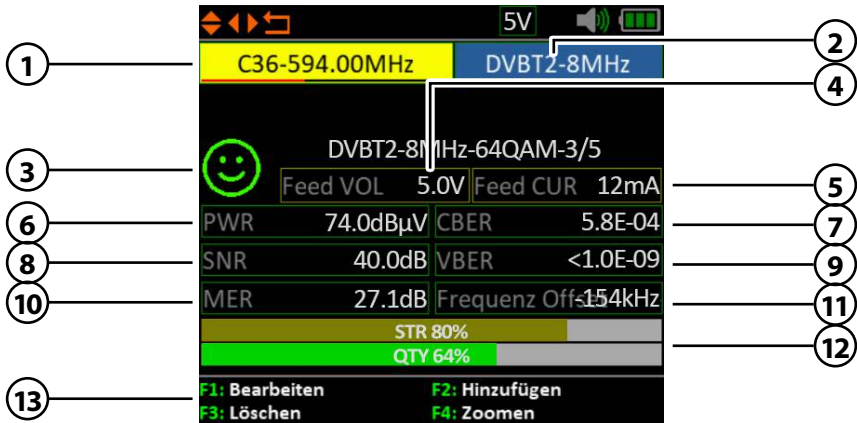 5V
1
C36-594.00MHz
DVBT2-8MHz
2
4
3
DVBT2-8MHz-64QAM-3/5
Feed VOL 5.0V Feed CUR 12mA
5
6
PWR 74.0dBµV CBER 5.8E-04
7
8
SNR 40.0dB VBER <1.0E-09
9
10
MER 27.1dB Frequenz Offset -154kHz
11
STR 80%
QTY 64%
12
13
F1: Bearbeiten F2: Hinzufügen
F3: Löschen F4: Zoomen